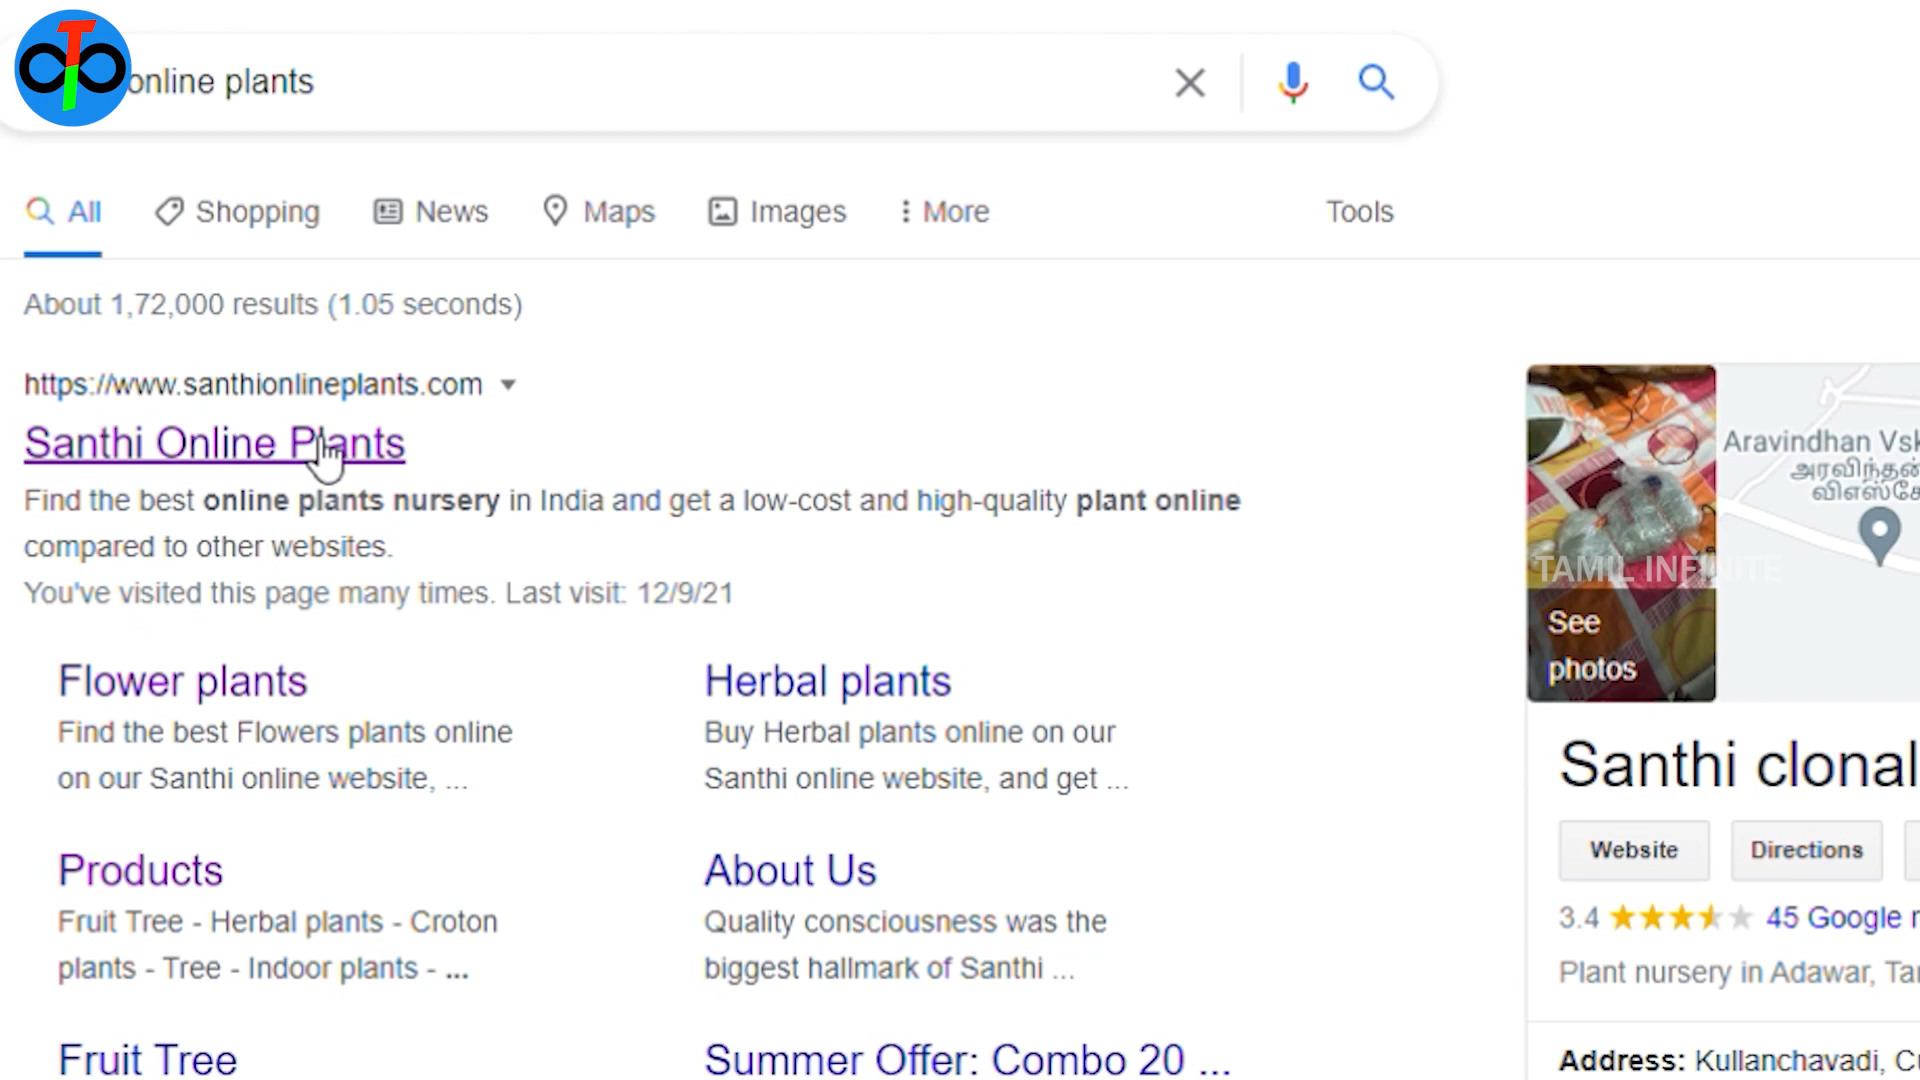 online plants
All Shopping News Maps Images More Tools
About 1,72,000 results (1.05 seconds)
https://www.santhionlineplants.com
Santhi Online Plants
Find the best online plants nursery in India and get a low-cost and high-quality plant online
compared to other websites.
You've visited this page many times. Last visit: 12/9/21
Flower plants
Find the best Flowers plants online
on our Santhi online website, ...
Herbal plants
Buy Herbal plants online on our
Santhi online website, and get ...
Products
Fruit Tree - Herbal plants - Croton
plants - Tree - Indoor plants - ...
About Us
Quality consciousness was the
biggest hallmark of Santhi ...
Fruit Tree
Summer Offer: Combo 20 ...
Aravindhan
அரவிந்தன்
TAMIL INFINITE
See
photos
Santhi clonal
Website Directions
3.4 45 Google
Plant nursery in Adawar,
Address: Kullanchavadi,